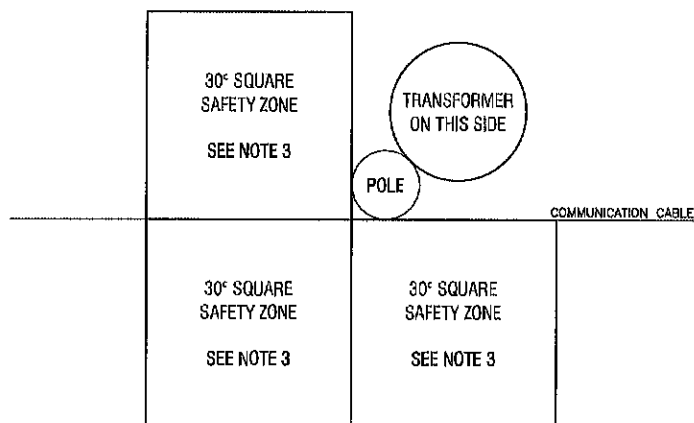 30° SQUARE
SAFETY ZONE
SEE NOTE 3
TRANSFORMER
ON THIS SIDE
POLE
COMMUNICATION CABLE
30° SQUARE
SAFETY ZONE
SEE NOTE 3
30° SQUARE
SAFETY ZONE
SEE NOTE 3